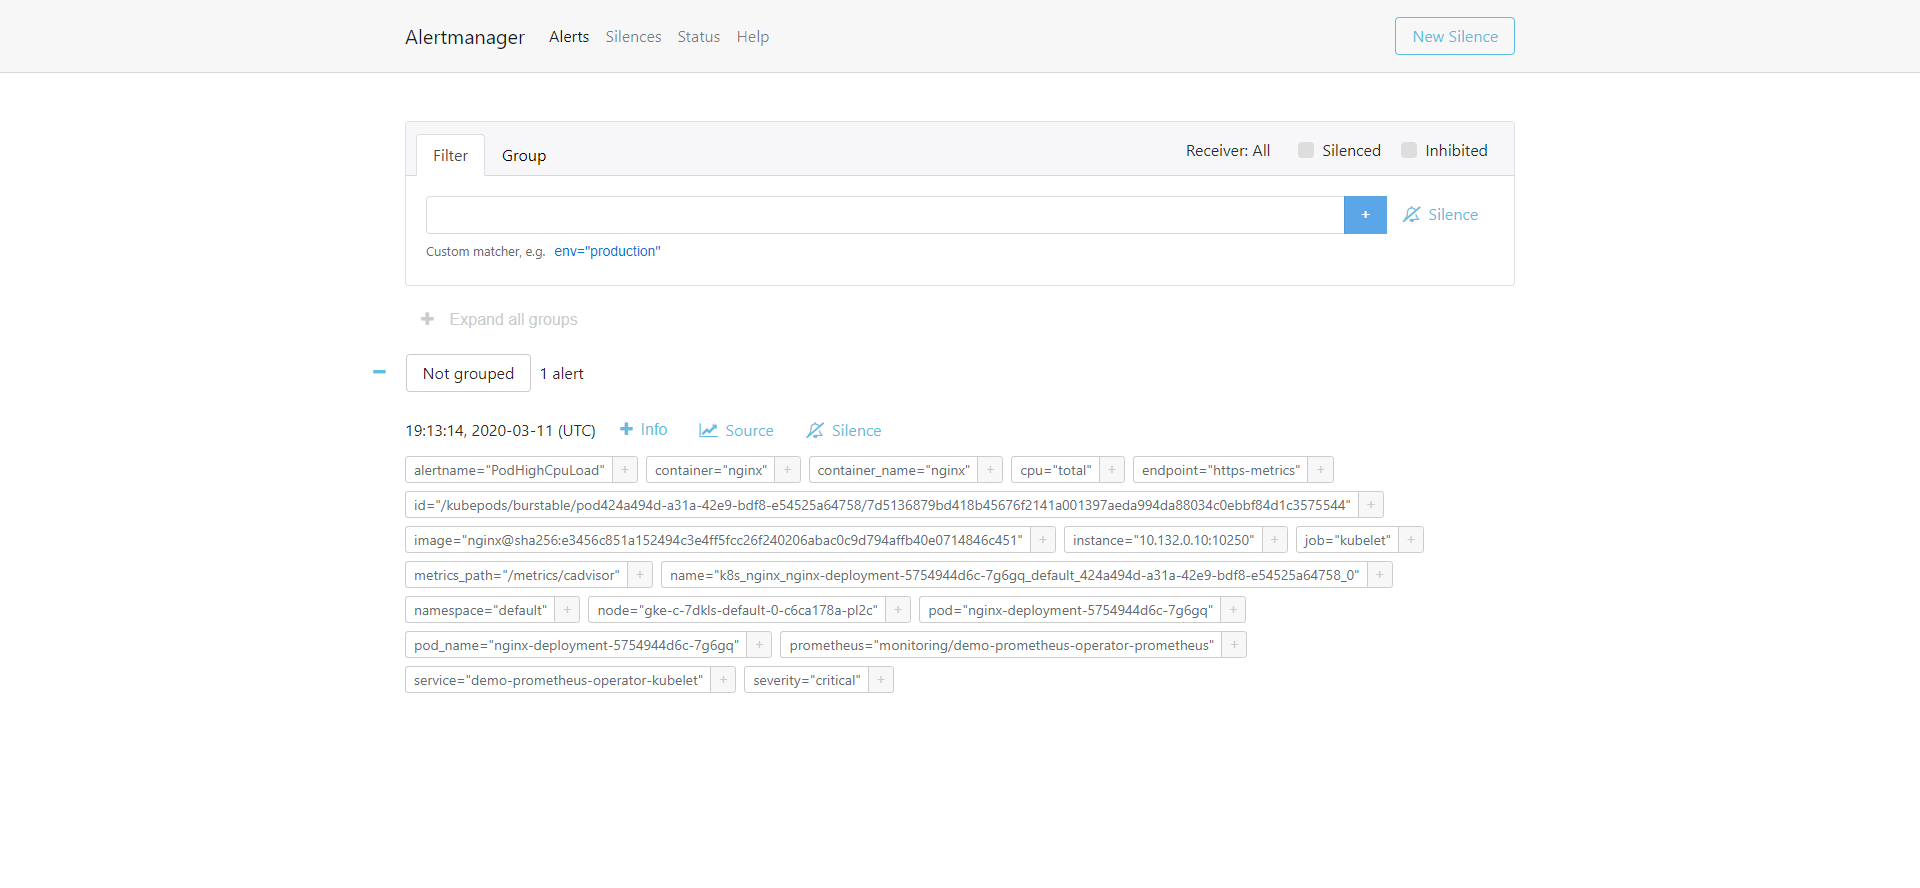 Alertmanager Alerts Silences Status Help New Silence
Filter Group Receiver: All Silenced Inhibited
+ Silence
Custom matcher, e.g. env="production"
+ Expand all groups
− Not grouped 1 alert
19:13:14, 2020-03-11 (UTC) + Info Source Silence
alertname="PodHighCpuLoad" + container="nginx" + container_name="nginx" + cpu="total" + endpoint="https-metrics" +
id="/kubepods/burstable/pod424a494d-a31a-42e9-bdf8-e54525a64758/7d5136879bd418b45676f2141a001397aeda994da88034c0ebbf84d1c3575544" +
image="nginx@sha256:e3456c851a152494c3e4ff5fcc26f240206abac0c9d794affb40e0714846c451" + instance="10.132.0.10:10250" + job="kubelet" +
metrics_path="/metrics/cadvisor" + name="k8s_nginx_nginx-deployment-5754944d6c-7g6gq_default_424a494d-a31a-42e9-bdf8-e54525a64758_0" +
namespace="default" + node="gke-c-7dkls-default-0-c6ca178a-pl2c" + pod="nginx-deployment-5754944d6c-7g6gq" +
pod_name="nginx-deployment-5754944d6c-7g6gq" + prometheus="monitoring/demo-prometheus-operator-prometheus" +
service="demo-prometheus-operator-kubelet" + severity="critical" +